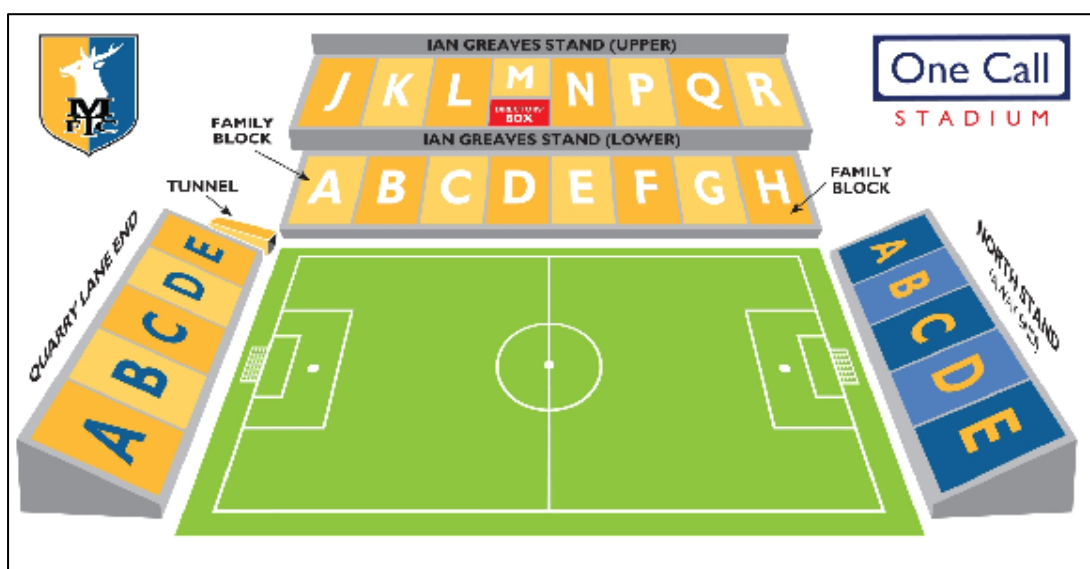 IAN GREAVES STAND (UPPER)
J K L M N P Q R
DIRECTORS
BOX
IAN GREAVES STAND (LOWER)
A B C D E F G H
FAMILY
BLOCK
FAMILY
BLOCK
TUNNEL
QUARRY LANE END
E
D
C
B
A
NORTH STAND
A
B
C
D
E
M
F C
T
One Call
STADIUM